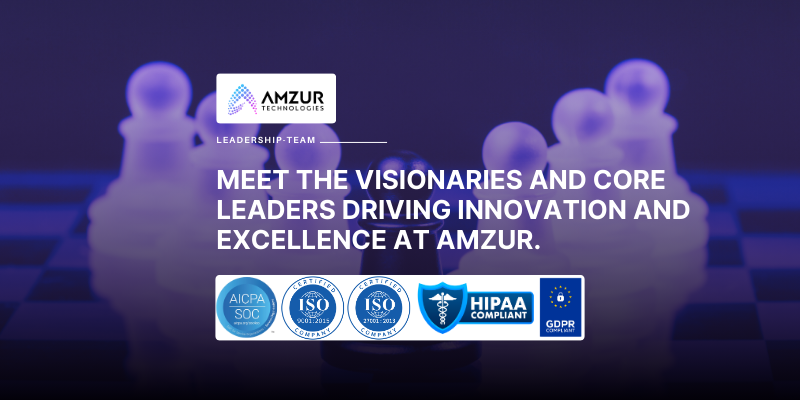 AMZUR
TECHNOLOGIES
LEADERSHIP-TEAM
MEET THE VISIONARIES AND CORE
LEADERS DRIVING INNOVATION AND
EXCELLENCE AT AMZUR.
AICPA
SOC
CERTIFIED
ISO
9001:2015
COMPANY
CERTIFIED
ISO
27001:2013
COMPANY
HIPAA
COMPLIANT
GDPR
COMPLIANT